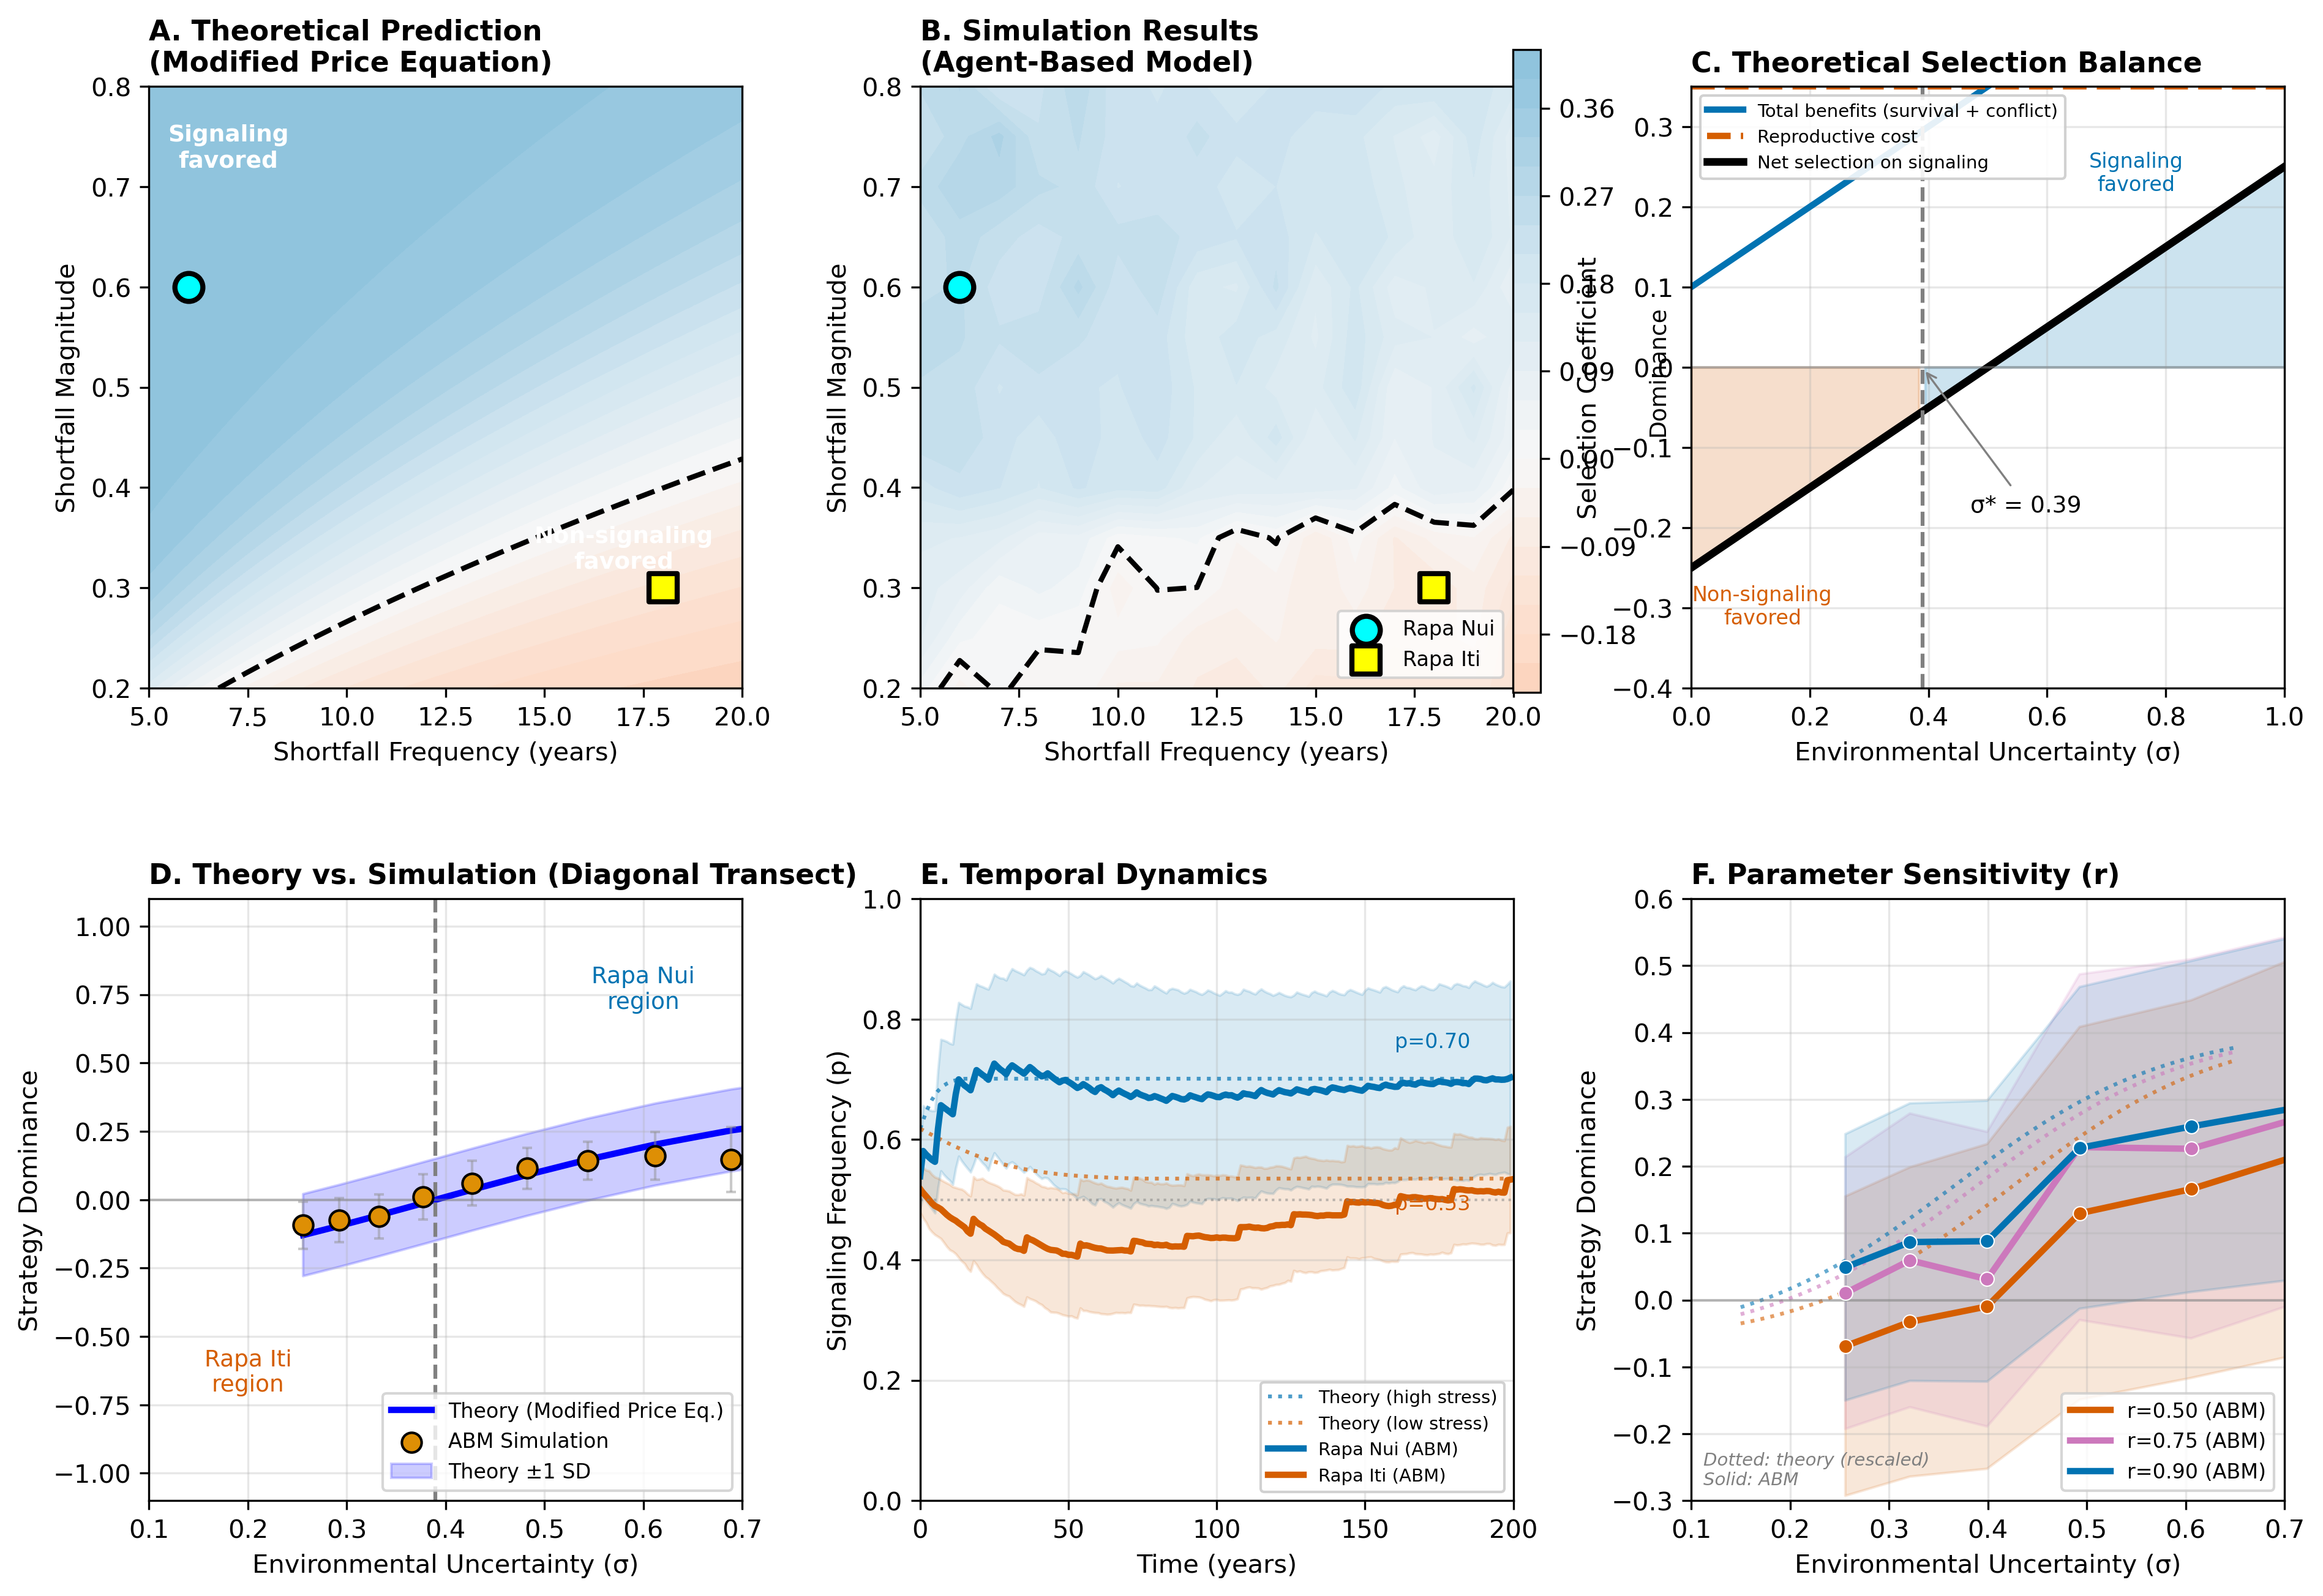 A. Theoretical Prediction
(Modified Price Equation)
0.8
0.7
0.6
0.5
0.4
0.3
0.2
Shortfall Magnitude
Signaling
favored
Non-signaling
favored
5.0 7.5 10.0 12.5 15.0 17.5 20.0
Shortfall Frequency (years)
B. Simulation Results
(Agent-Based Model)
0.8
0.7
0.6
0.5
0.4
0.3
0.2
Shortfall Magnitude
Rapa Nui
Rapa Iti
5.0 7.5 10.0 12.5 15.0 17.5 20.0
Shortfall Frequency (years)
0.36
0.27
0.18
0.09
0.00
−0.09
−0.18
Selection Coefficient
C. Theoretical Selection Balance
0.3
0.2
0.1
0.0
−0.1
−0.2
−0.3
−0.4
Dominance
Total benefits (survival + conflict)
Reproductive cost
Net selection on signaling
Signaling
favored
σ* = 0.39
Non-signaling
favored
0.0 0.2 0.4 0.6 0.8 1.0
Environmental Uncertainty (σ)
D. Theory vs. Simulation (Diagonal Transect)
1.00
0.75
0.50
0.25
0.00
−0.25
−0.50
−0.75
−1.00
Strategy Dominance
Rapa Nui
region
Rapa Iti
region
Theory (Modified Price Eq.)
ABM Simulation
Theory ±1 SD
0.1 0.2 0.3 0.4 0.5 0.6 0.7
Environmental Uncertainty (σ)
E. Temporal Dynamics
1.0
0.8
0.6
0.4
0.2
0.0
Signaling Frequency (p)
p=0.70
p=0.53
Theory (high stress)
Theory (low stress)
Rapa Nui (ABM)
Rapa Iti (ABM)
0 50 100 150 200
Time (years)
F. Parameter Sensitivity (r)
0.6
0.5
0.4
0.3
0.2
0.1
0.0
−0.1
−0.2
−0.3
Strategy Dominance
Dotted: theory (rescaled)
Solid: ABM
r=0.50 (ABM)
r=0.75 (ABM)
r=0.90 (ABM)
0.1 0.2 0.3 0.4 0.5 0.6 0.7
Environmental Uncertainty (σ)